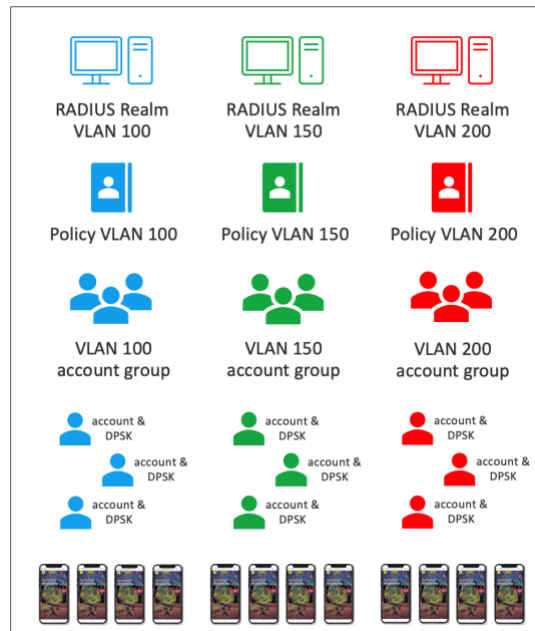 RADIUS Realm
VLAN 100
RADIUS Realm
VLAN 150
RADIUS Realm
VLAN 200
Policy VLAN 100
Policy VLAN 150
Policy VLAN 200
VLAN 100
account group
VLAN 150
account group
VLAN 200
account group
account &
DPSK
account &
DPSK
account &
DPSK
account &
DPSK
account &
DPSK
account &
DPSK
account &
DPSK
account &
DPSK
account &
DPSK